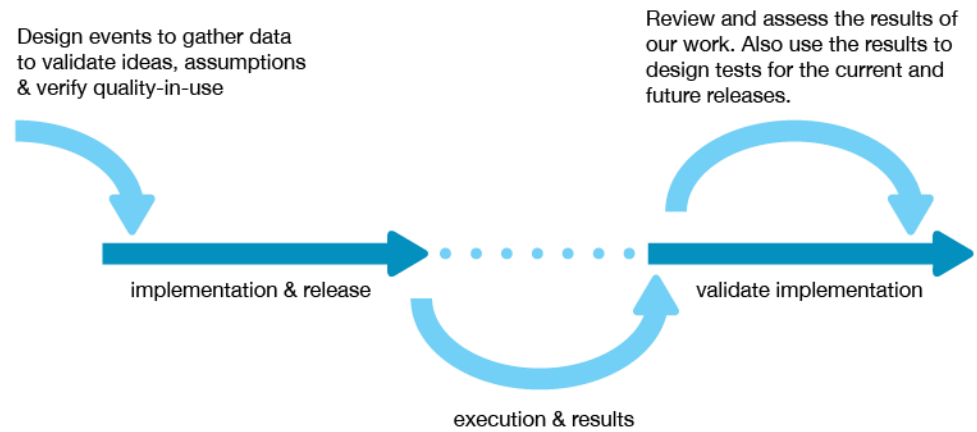 Design events to gather data
to validate ideas, assumptions
& verify quality-in-use
Review and assess the results of
our work. Also use the results to
design tests for the current and
future releases.
implementation & release
validate implementation
execution & results